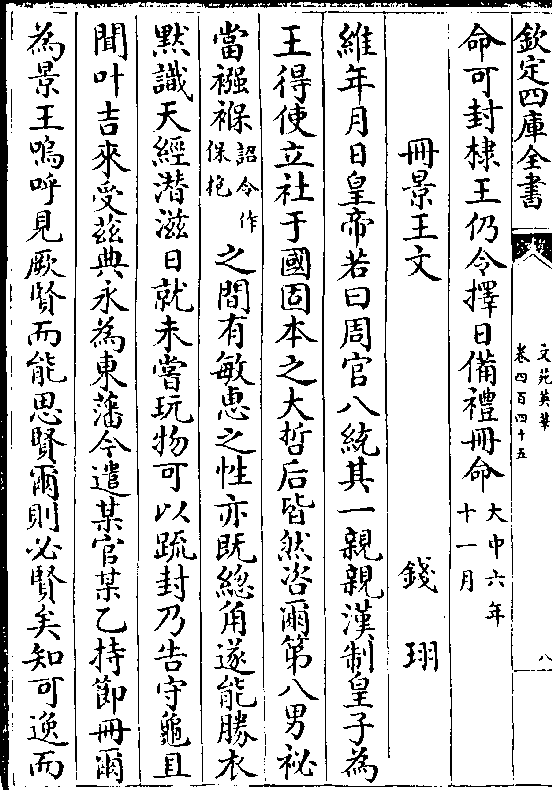 欽定四庫全書
文苑英華
卷四百四十五
八
命可封棣王仍令擇日備禮冊命大中六年
十一月
冊景王文 錢珝
維年月日皇帝若曰周官八統其一親親漢制皇子為
王得使立社于國固本之大哲后皆然咨爾第八男祕
當襁褓詔令作
保抱之間有敏惠之性亦既總角遂能勝衣
默識天經潜滋日就未嘗玩物可以疏封乃告守龜且
聞叶吉來受兹典永為東藩今遣某官某乙持節冊爾
為景王嗚呼見厥賢而能思賢爾則必賢矣知可逸而